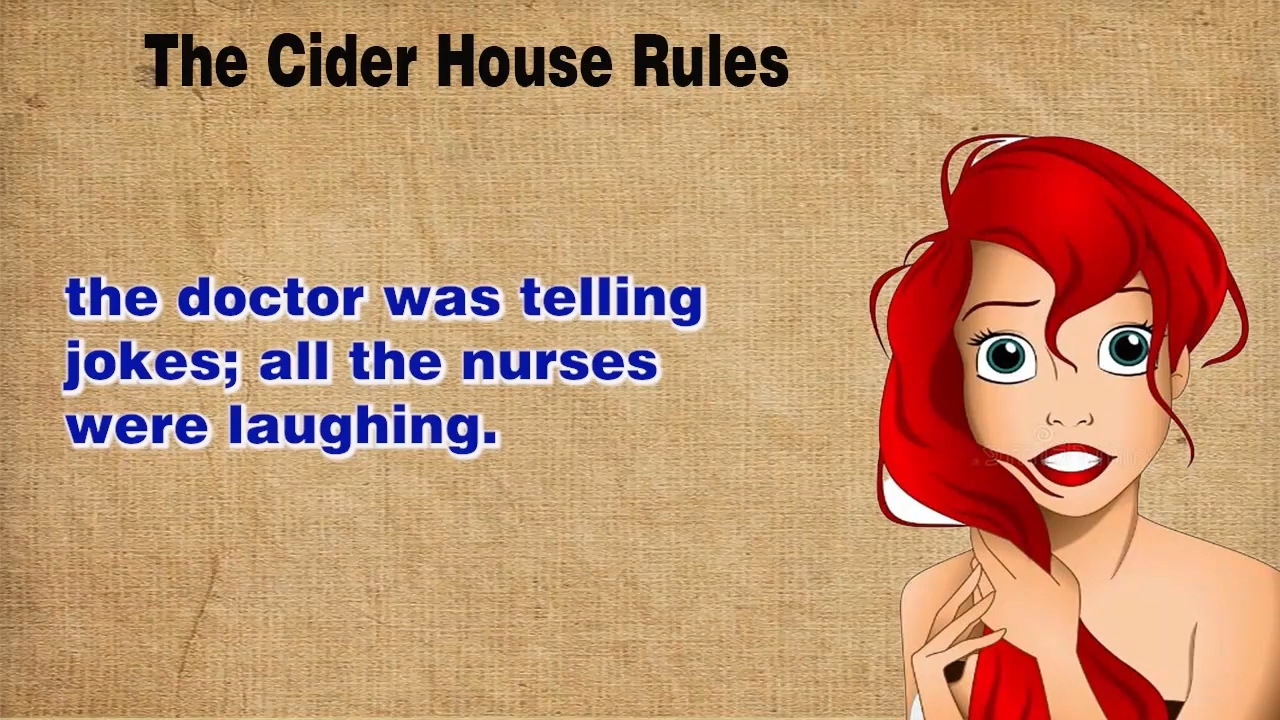 The Cider House Rules
the doctor was telling
jokes; all the nurses
were laughing.